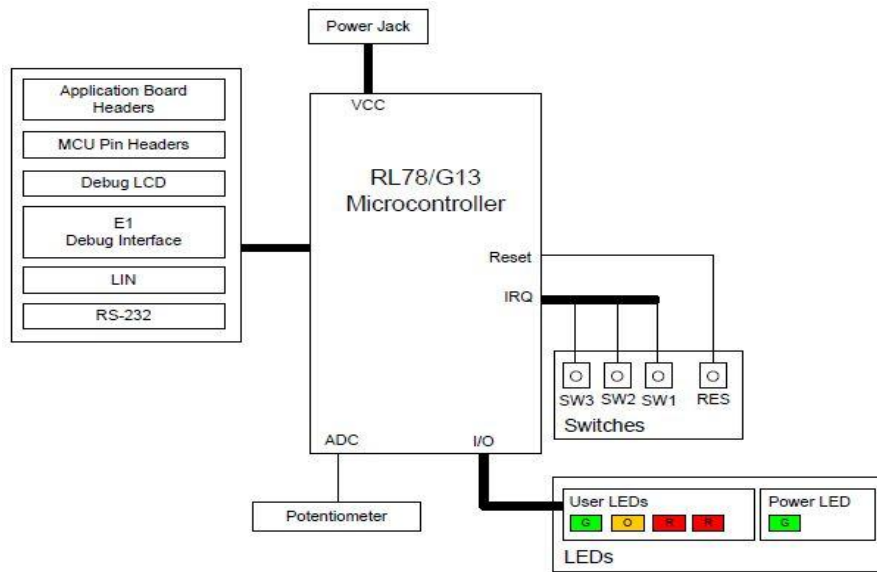 Power Jack
Application Board
Headers
MCU Pin Headers
Debug LCD
E1
Debug Interface
LIN
RS-232
VCC
RL78/G13
Microcontroller
Reset
IRQ
ADC
I/O
SW3 SW2 SW1 RES
Switches
Potentiometer
User LEDs
G O R R
Power LED
G
LEDs